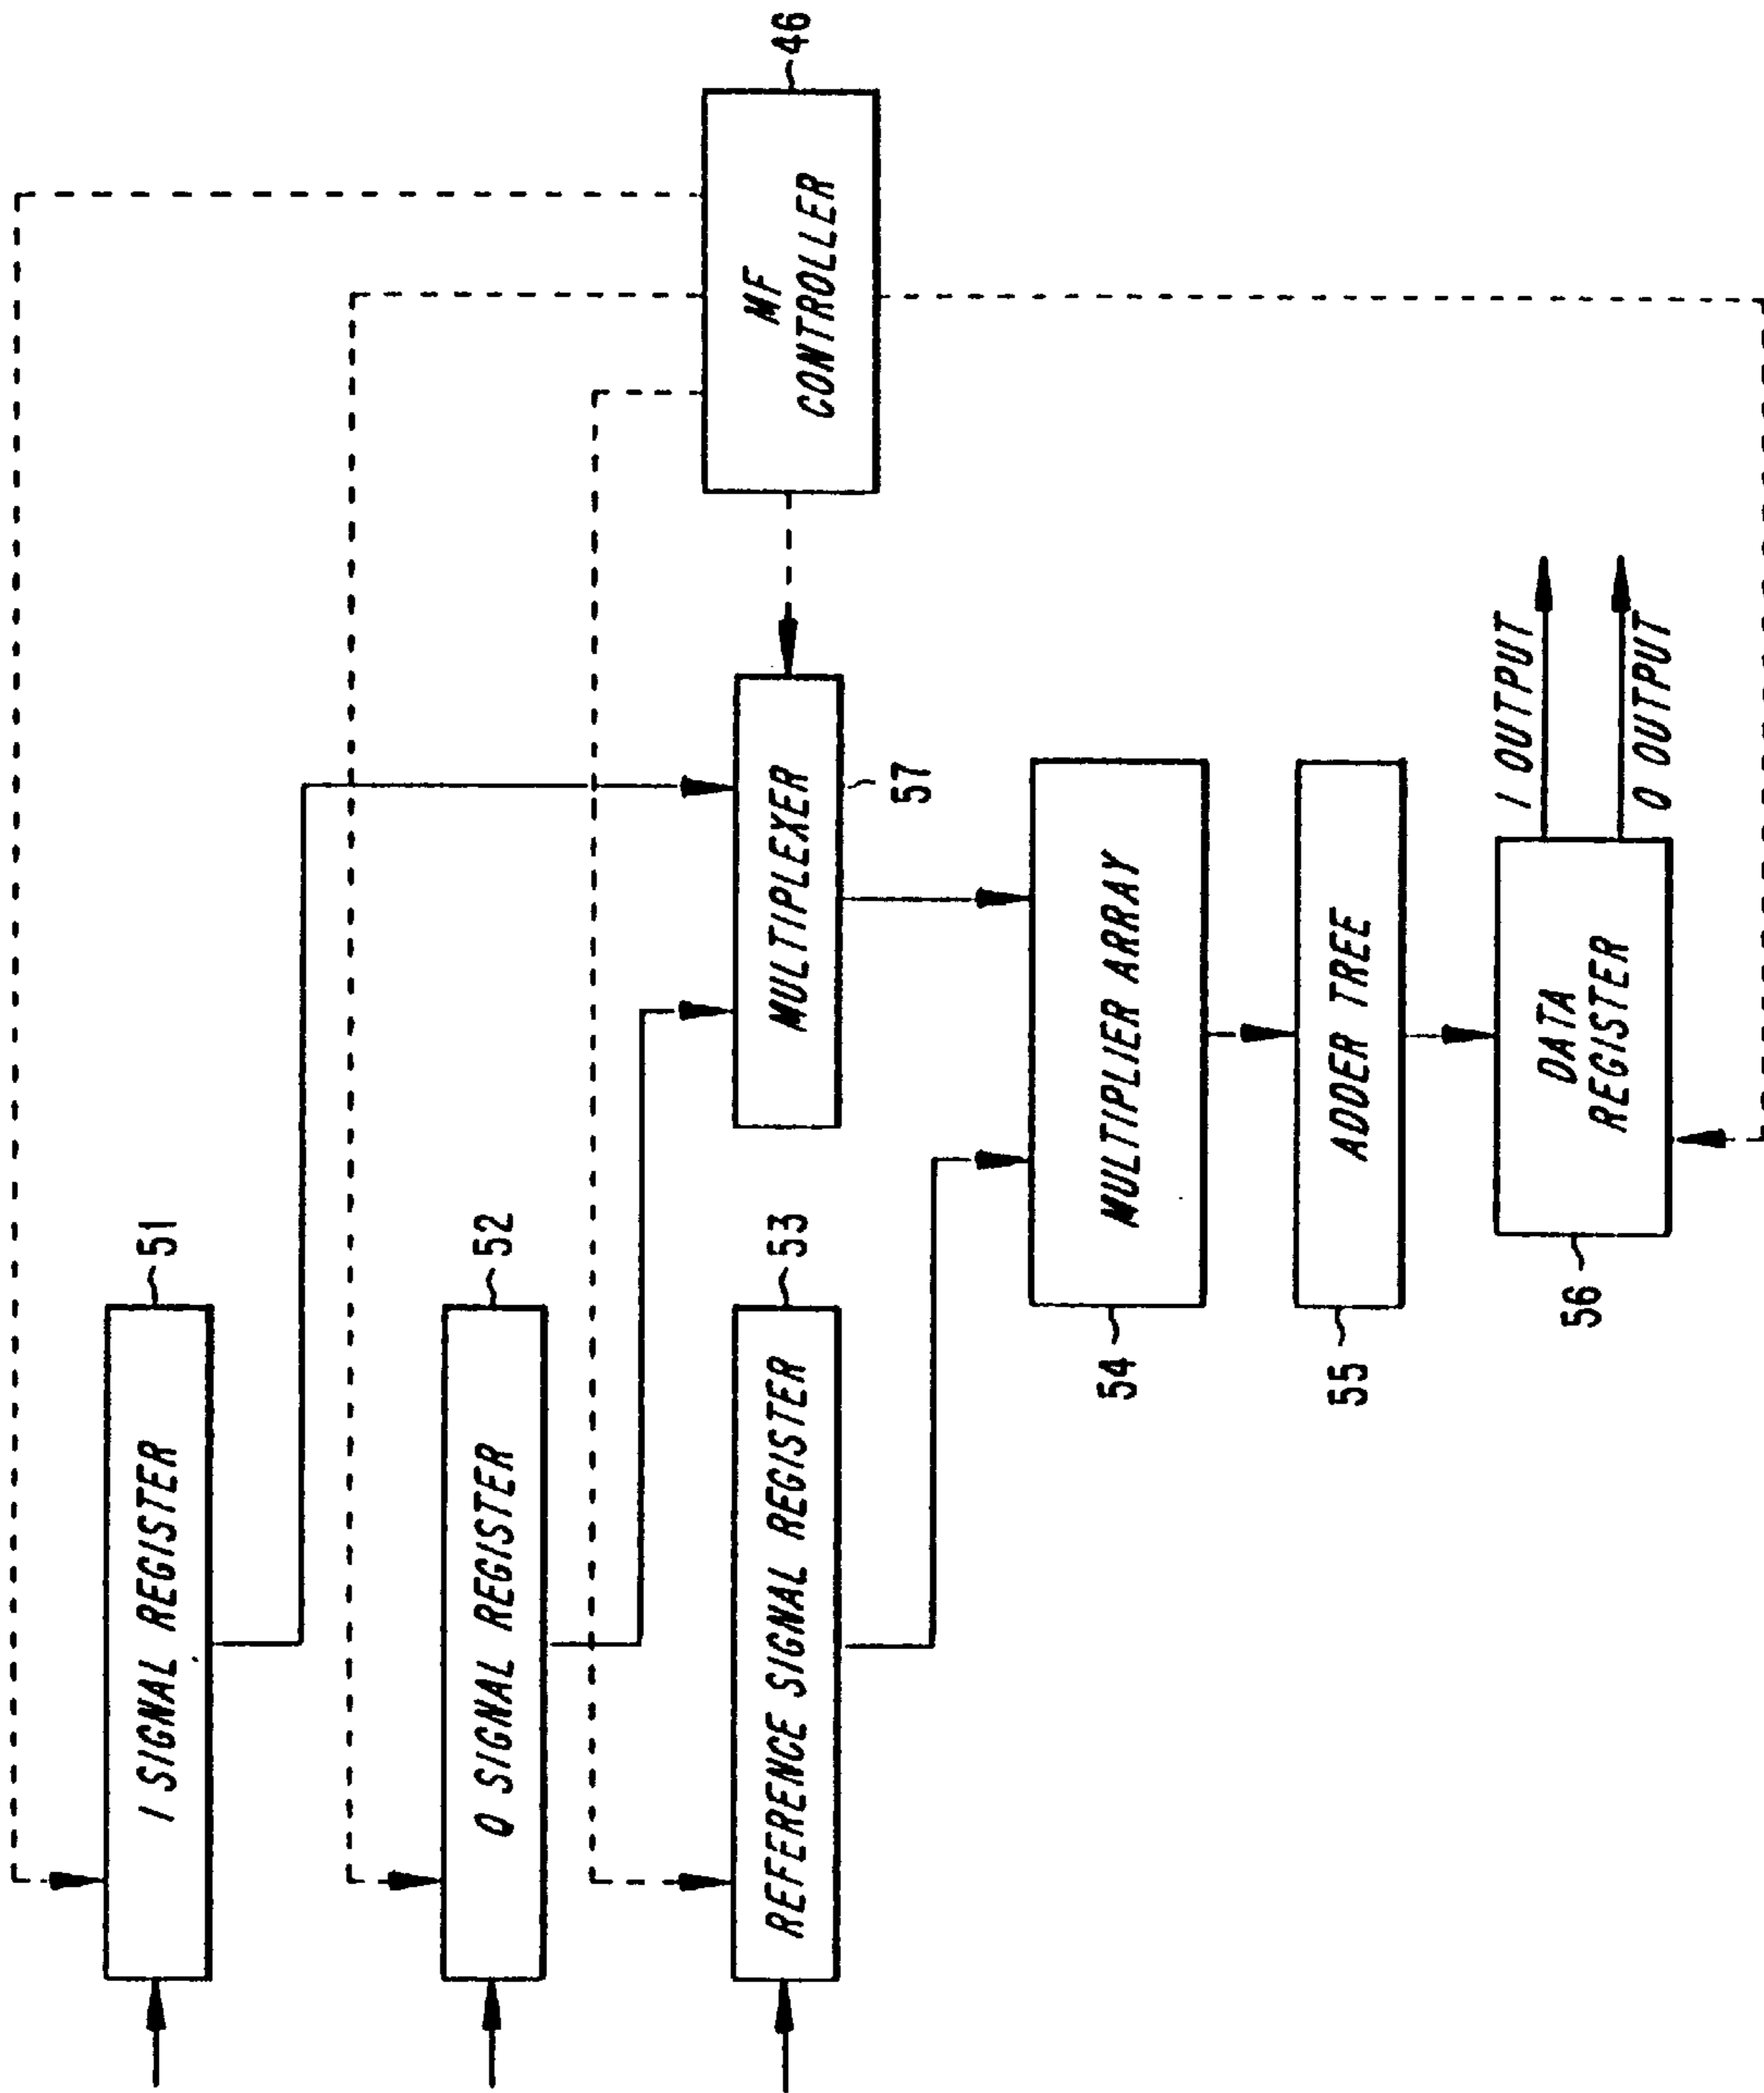 I SIGNAL REGISTER
51
Q SIGNAL REGISTER
52
REFERENCE SIGNAL REGISTER
53
MF
CONTROLLER
46
MULTIPLEXER
57
MULTIPLIER ARRAY
54
ADDER TREE
55
DATA
REGISTER
56
I OUTPUT
Q OUTPUT